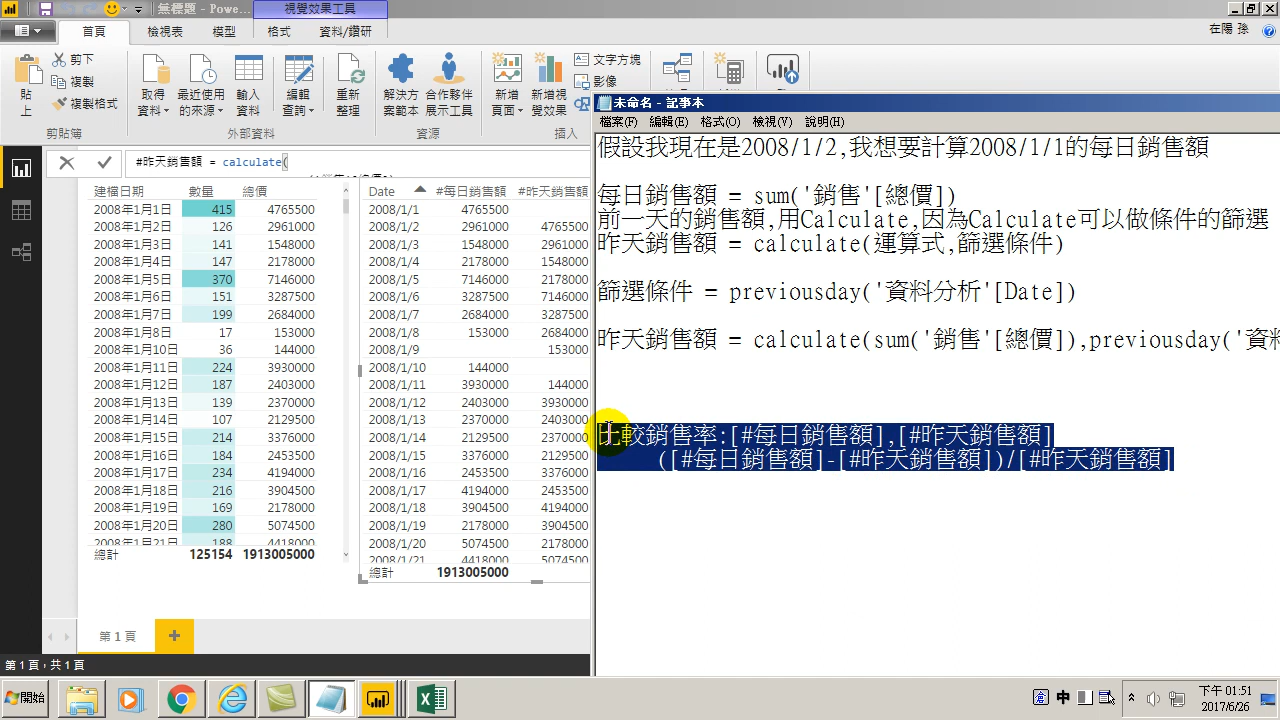 無標題 - Powe...
視覺效果工具
首頁
檢視表
模型
格式
資料/鑽研
在陽 孫
貼上
剪下
複製
複製格式
剪貼簿
取得資料
最近使用的來源
輸入資料
編輯查詢
重新整理
外部資料
解決方案範本
合作夥伴展示工具
資源
新增頁面
新增視覺效果
文字方塊
影像
插入
#昨天銷售額 = calculate(
建檔日期 數量 總價
2008年1月1日 415 4765500
2008年1月2日 126 2961000
2008年1月3日 141 1548000
2008年1月4日 147 2178000
2008年1月5日 370 7146000
2008年1月6日 151 3287500
2008年1月7日 199 2684000
2008年1月8日 17 153000
2008年1月10日 36 144000
2008年1月11日 224 3930000
2008年1月12日 187 2403000
2008年1月13日 139 2370000
2008年1月14日 107 2129500
2008年1月15日 214 3376000
2008年1月16日 184 2453500
2008年1月17日 234 4194000
2008年1月18日 216 3904500
2008年1月19日 169 2178000
2008年1月20日 280 5074500
2008年1月21日 188 4418000
總計 125154 1913005000
Date #每日銷售額 #昨天銷售額
2008/1/1 4765500
2008/1/2 2961000 4765500
2008/1/3 1548000 2961000
2008/1/4 2178000 1548000
2008/1/5 7146000 2178000
2008/1/6 3287500 7146000
2008/1/7 2684000 3287500
2008/1/8 153000 2684000
2008/1/9 153000
2008/1/10 144000
2008/1/11 3930000 144000
2008/1/12 2403000 3930000
2008/1/13 2370000 2403000
2008/1/14 2129500 2370000
2008/1/15 3376000 2129500
2008/1/16 2453500 3376000
2008/1/17 4194000 2453500
2008/1/18 3904500 4194000
2008/1/19 2178000 3904500
2008/1/20 5074500 2178000
2008/1/21 4418000 5074500
總計 1913005000
未命名 - 記事本
檔案(F) 編輯(E) 格式(O) 檢視(V) 說明(H)
假設我現在是2008/1/2,我想要計算2008/1/1的每日銷售額
每日銷售額 = sum('銷售'[總價])
前一天的銷售額,用Calculate,因為Calculate可以做條件的篩選
昨天銷售額 = calculate(運算式,篩選條件)
篩選條件 = previousday('資料分析'[Date])
昨天銷售額 = calculate(sum('銷售'[總價]),previousday('資料
比較銷售率:[#每日銷售額],[#昨天銷售額]
([#每日銷售額]-[#昨天銷售額])/[#昨天銷售額]
第 1 頁
第 1 頁，共 1 頁
開始
中
下午 01:51
2017/6/26